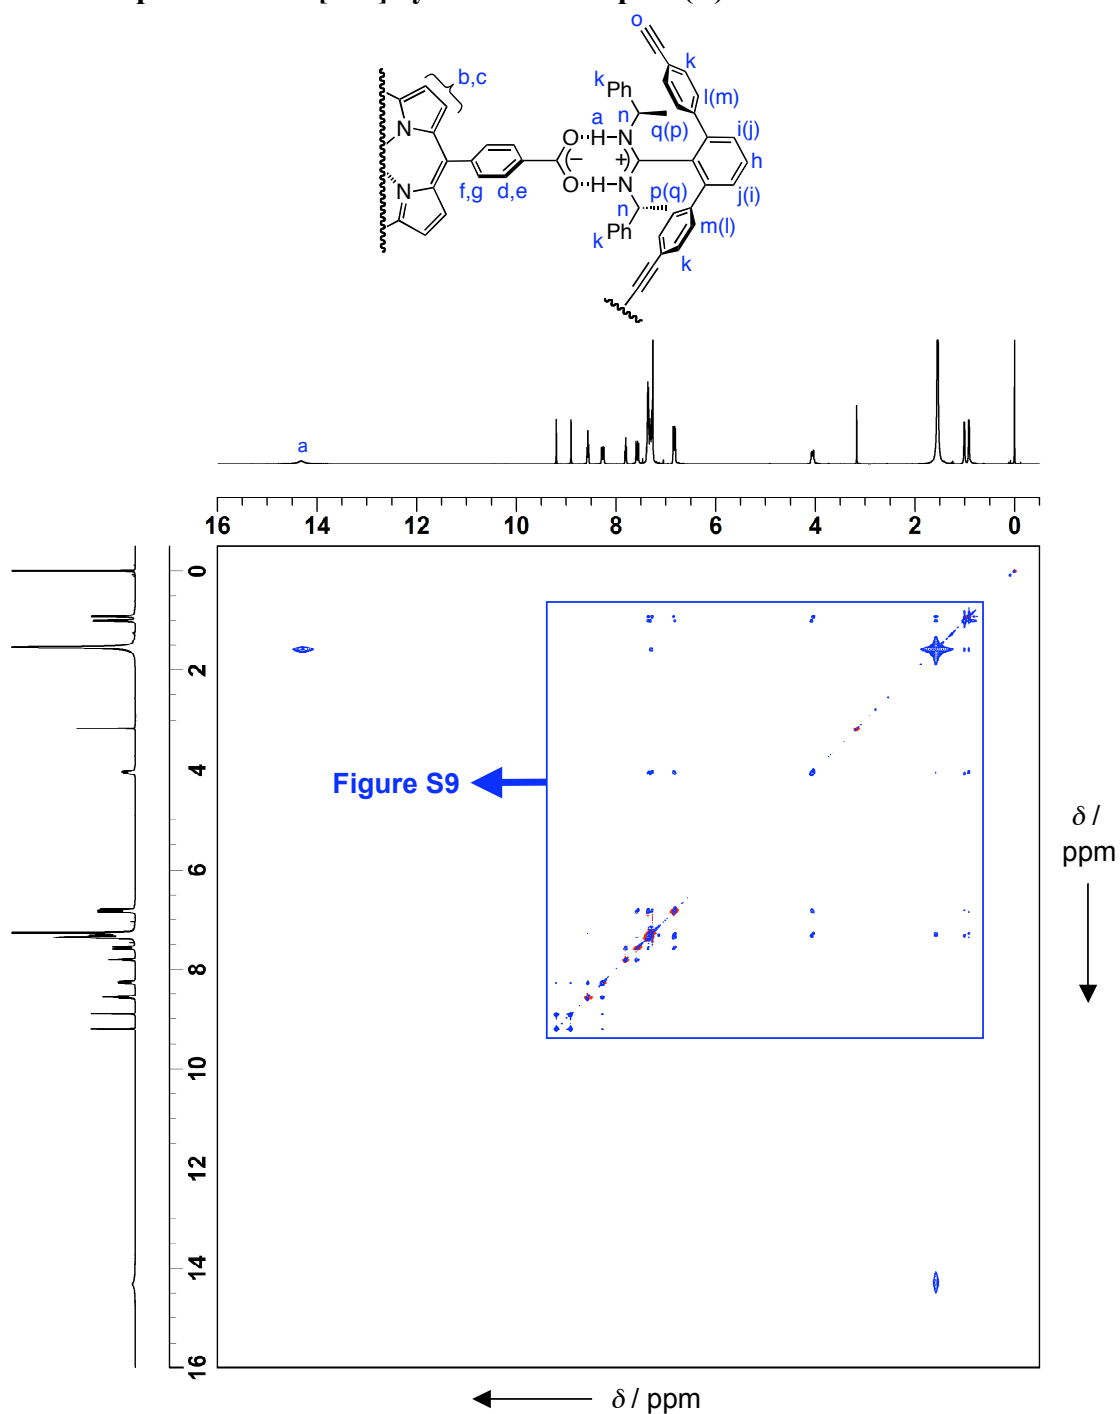 o
k
b,c
k
Ph
l(m)
a
n
q(p)
i(j)
O
H
N
N
−
+
h
f,g
d,e
O
H
N
N
p(q)
j(i)
n
m(l)
k
Ph
k
a
16 14 12 10 8 6 4 2 0
0
2
4
Figure S9
δ /
ppm
6
8
10
12
14
16
δ / ppm